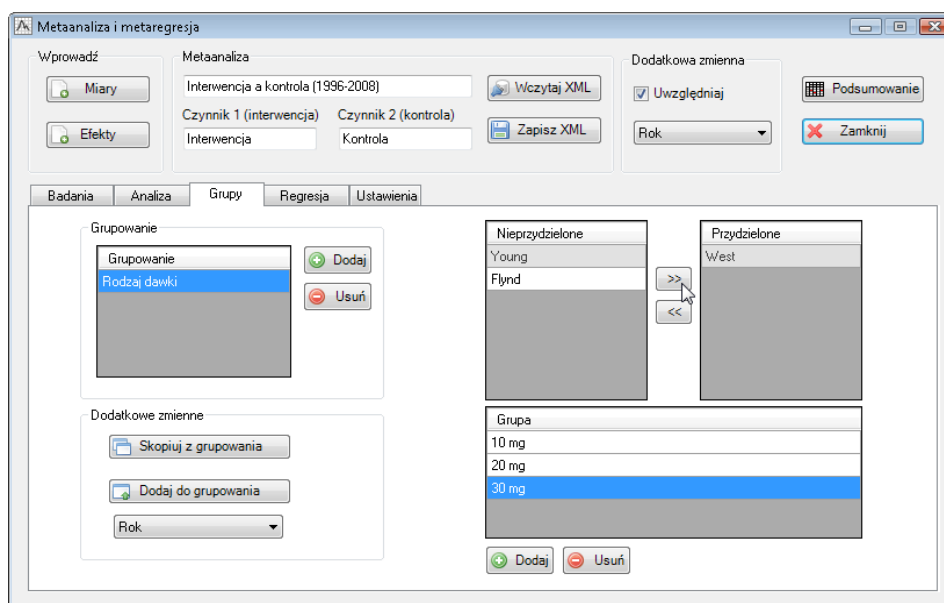 Metaanaliza i metaregresja
Wprowadź
Miary
Efekty
Metaanaliza
Interwencja a kontrola (1996-2008)
Czynnik 1 (interwencja) Czynnik 2 (kontrola)
Interwencja Kontrola
Wczytaj XML
Zapisz XML
Dodatkowa zmienna
Uwzględniaj
Rok
Podsumowanie
Zamknij
Badania Analiza Grupy Regresja Ustawienia
Grupowanie
Grupowanie
Rodzaj dawki
Dodaj
Usuń
Dodatkowe zmienne
Skopiuj z grupowania
Dodaj do grupowania
Rok
Nieprzydzielone
Young
Flynd
>>
<<
Przydzielone
West
Grupa
10 mg
20 mg
30 mg
Dodaj Usuń